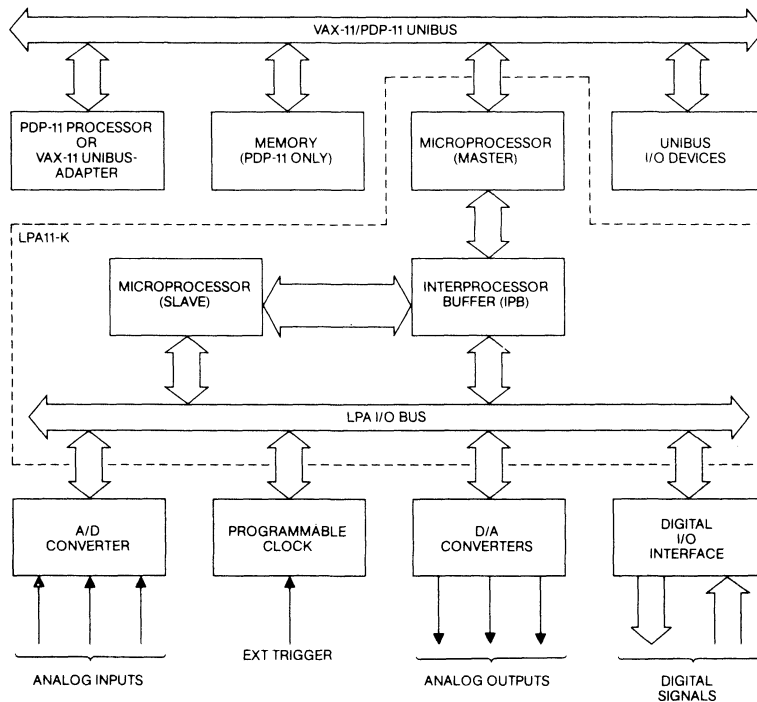 VAX-11/PDP-11 UNIBUS
PDP-11 PROCESSOR
OR
VAX-11 UNIBUS-
ADAPTER
MEMORY
(PDP-11 ONLY)
MICROPROCESSOR
(MASTER)
UNIBUS
I/O DEVICES
LPA11-K
MICROPROCESSOR
(SLAVE)
INTERPROCESSOR
BUFFER (IPB)
LPA I/O BUS
A/D
CONVERTER
PROGRAMMABLE
CLOCK
D/A
CONVERTERS
DIGITAL
I/O
INTERFACE
ANALOG INPUTS
EXT TRIGGER
ANALOG OUTPUTS
DIGITAL
SIGNALS